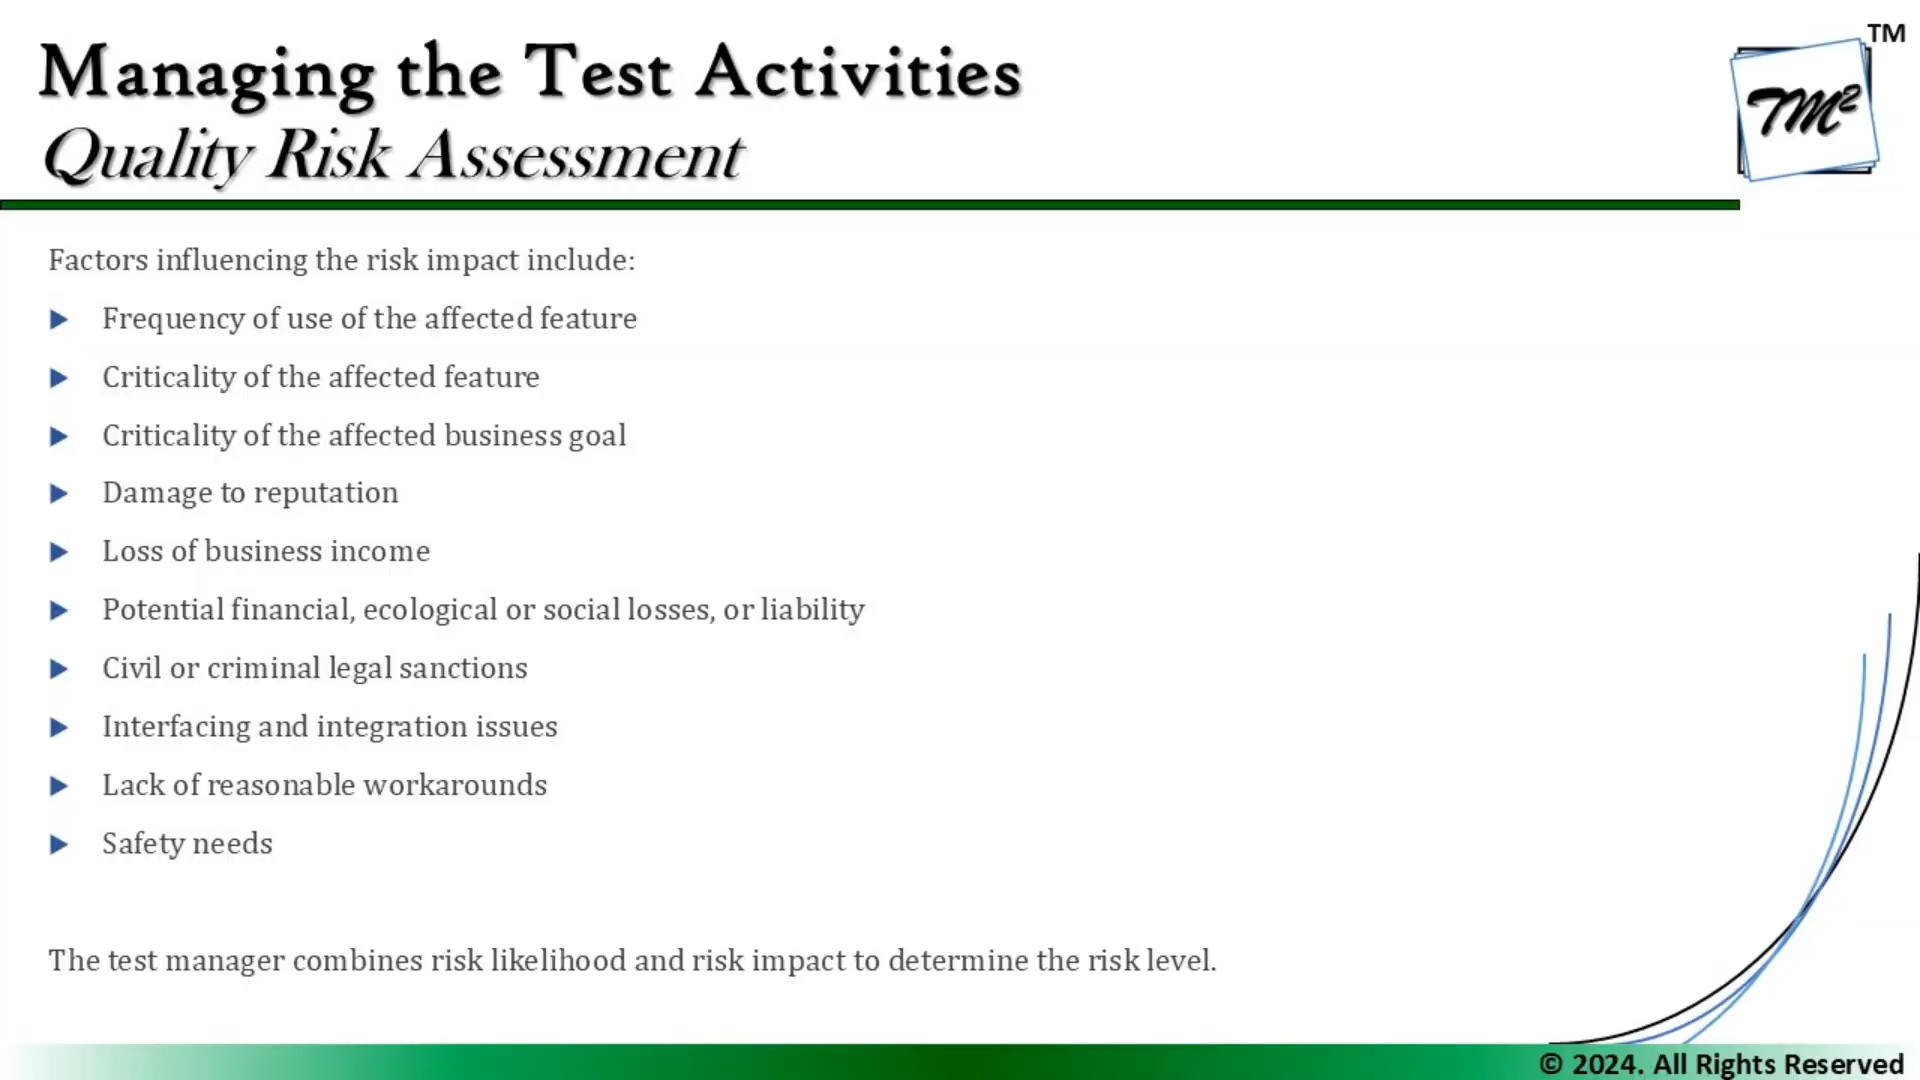 Managing the Test Activities
Quality Risk Assessment
TM
TM²
Factors influencing the risk impact include:
Frequency of use of the affected feature
Criticality of the affected feature
Criticality of the affected business goal
Damage to reputation
Loss of business income
Potential financial, ecological or social losses, or liability
Civil or criminal legal sanctions
Interfacing and integration issues
Lack of reasonable workarounds
Safety needs
The test manager combines risk likelihood and risk impact to determine the risk level.
© 2024. All Rights Reserved